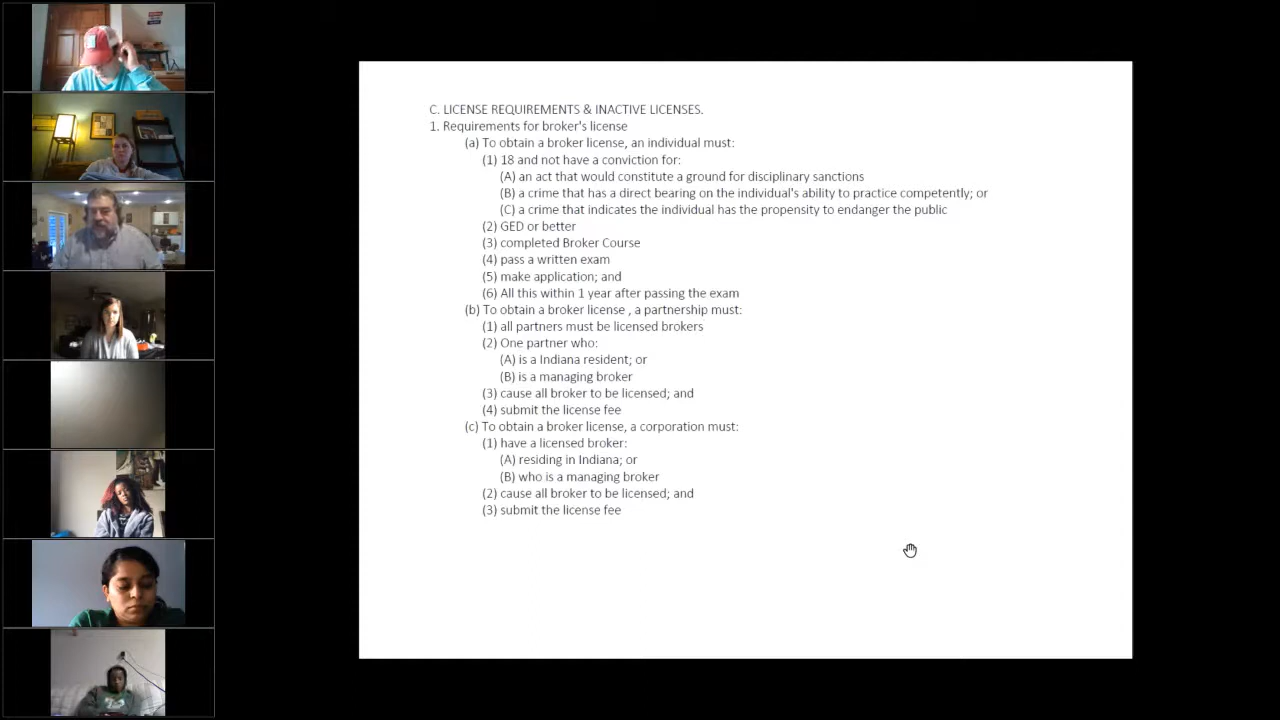 C. LICENSE REQUIREMENTS & INACTIVE LICENSES.
1. Requirements for broker's license
(a) To obtain a broker license, an individual must:
(1) 18 and not have a conviction for:
(A) an act that would constitute a ground for disciplinary sanctions
(B) a crime that has a direct bearing on the individual's ability to practice competently; or
(C) a crime that indicates the individual has the propensity to endanger the public
(2) GED or better
(3) completed Broker Course
(4) pass a written exam
(5) make application; and
(6) All this within 1 year after passing the exam
(b) To obtain a broker license , a partnership must:
(1) all partners must be licensed brokers
(2) One partner who:
(A) is a Indiana resident; or
(B) is a managing broker
(3) cause all broker to be licensed; and
(4) submit the license fee
(c) To obtain a broker license, a corporation must:
(1) have a licensed broker:
(A) residing in Indiana; or
(B) who is a managing broker
(2) cause all broker to be licensed; and
(3) submit the license fee